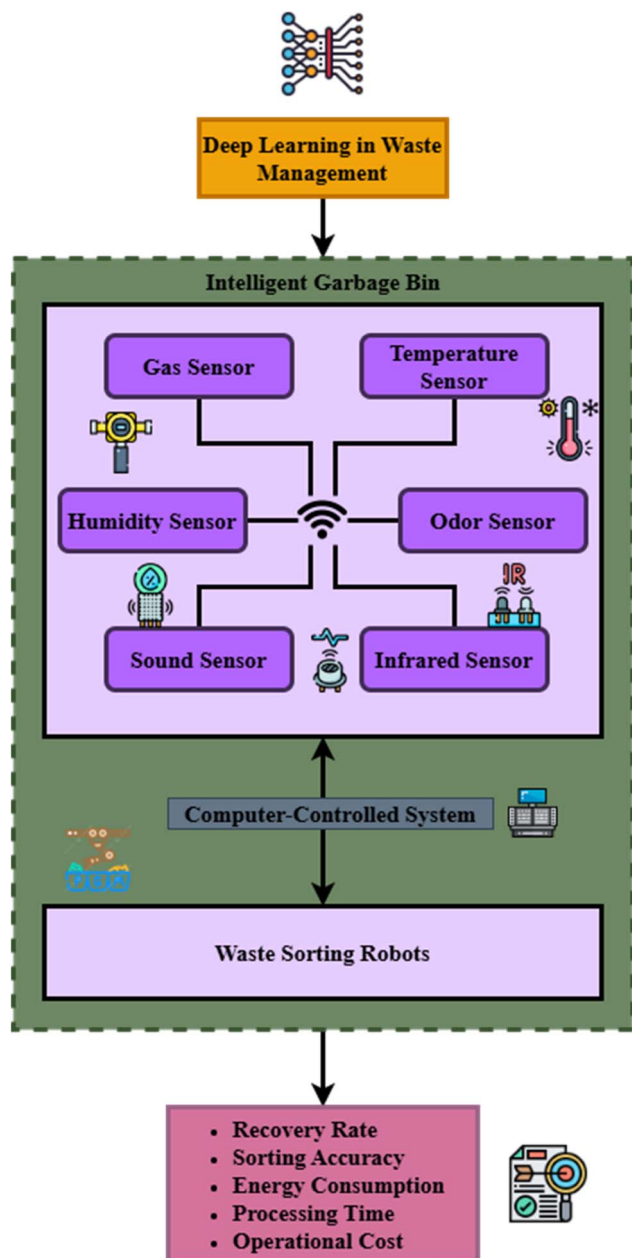 Deep Learning in Waste
Management
Intelligent Garbage Bin
Gas Sensor
Temperature
Sensor
Humidity Sensor
Odor Sensor
IR
Sound Sensor
Infrared Sensor
Computer-Controlled System
Waste Sorting Robots
• Recovery Rate
• Sorting Accuracy
• Energy Consumption
• Processing Time
• Operational Cost